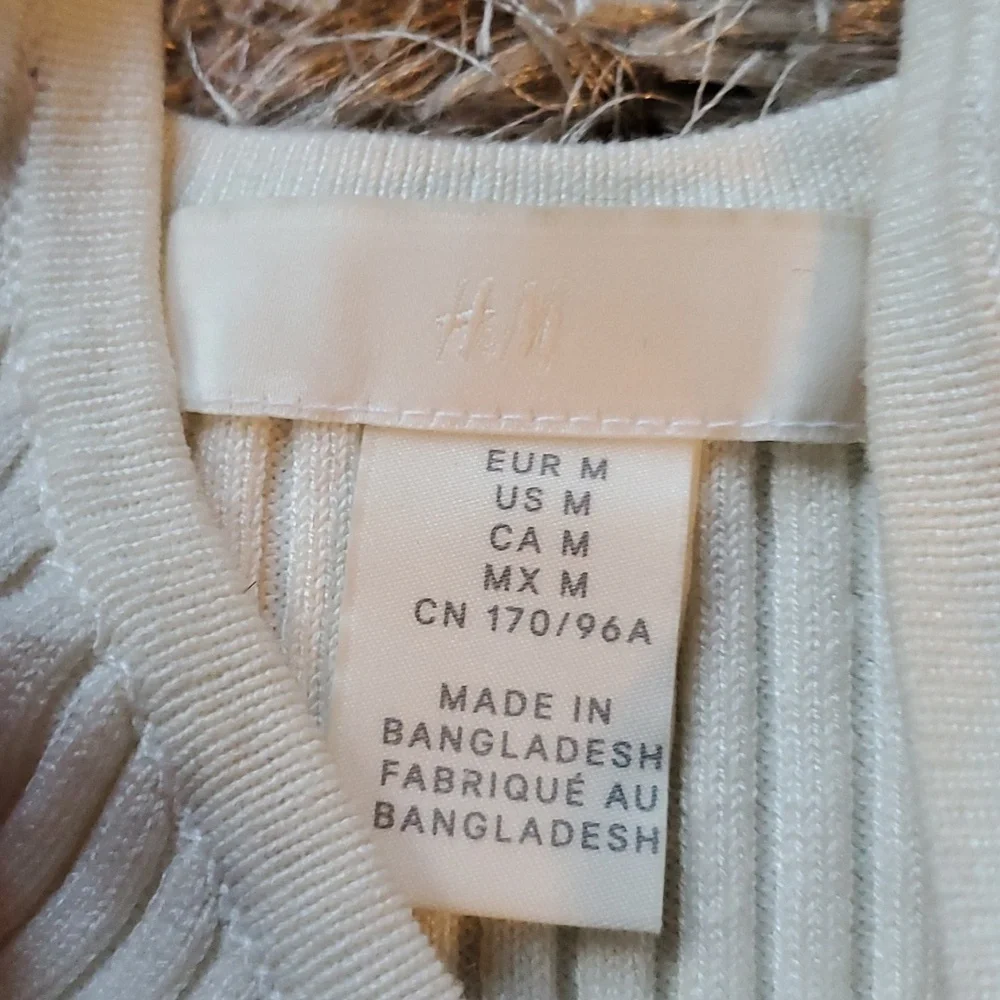 H&M
EUR M
US M
CA M
MX M
CN 170/96A
MADE IN
BANGLADESH
FABRIQUÉ AU
BANGLADESH